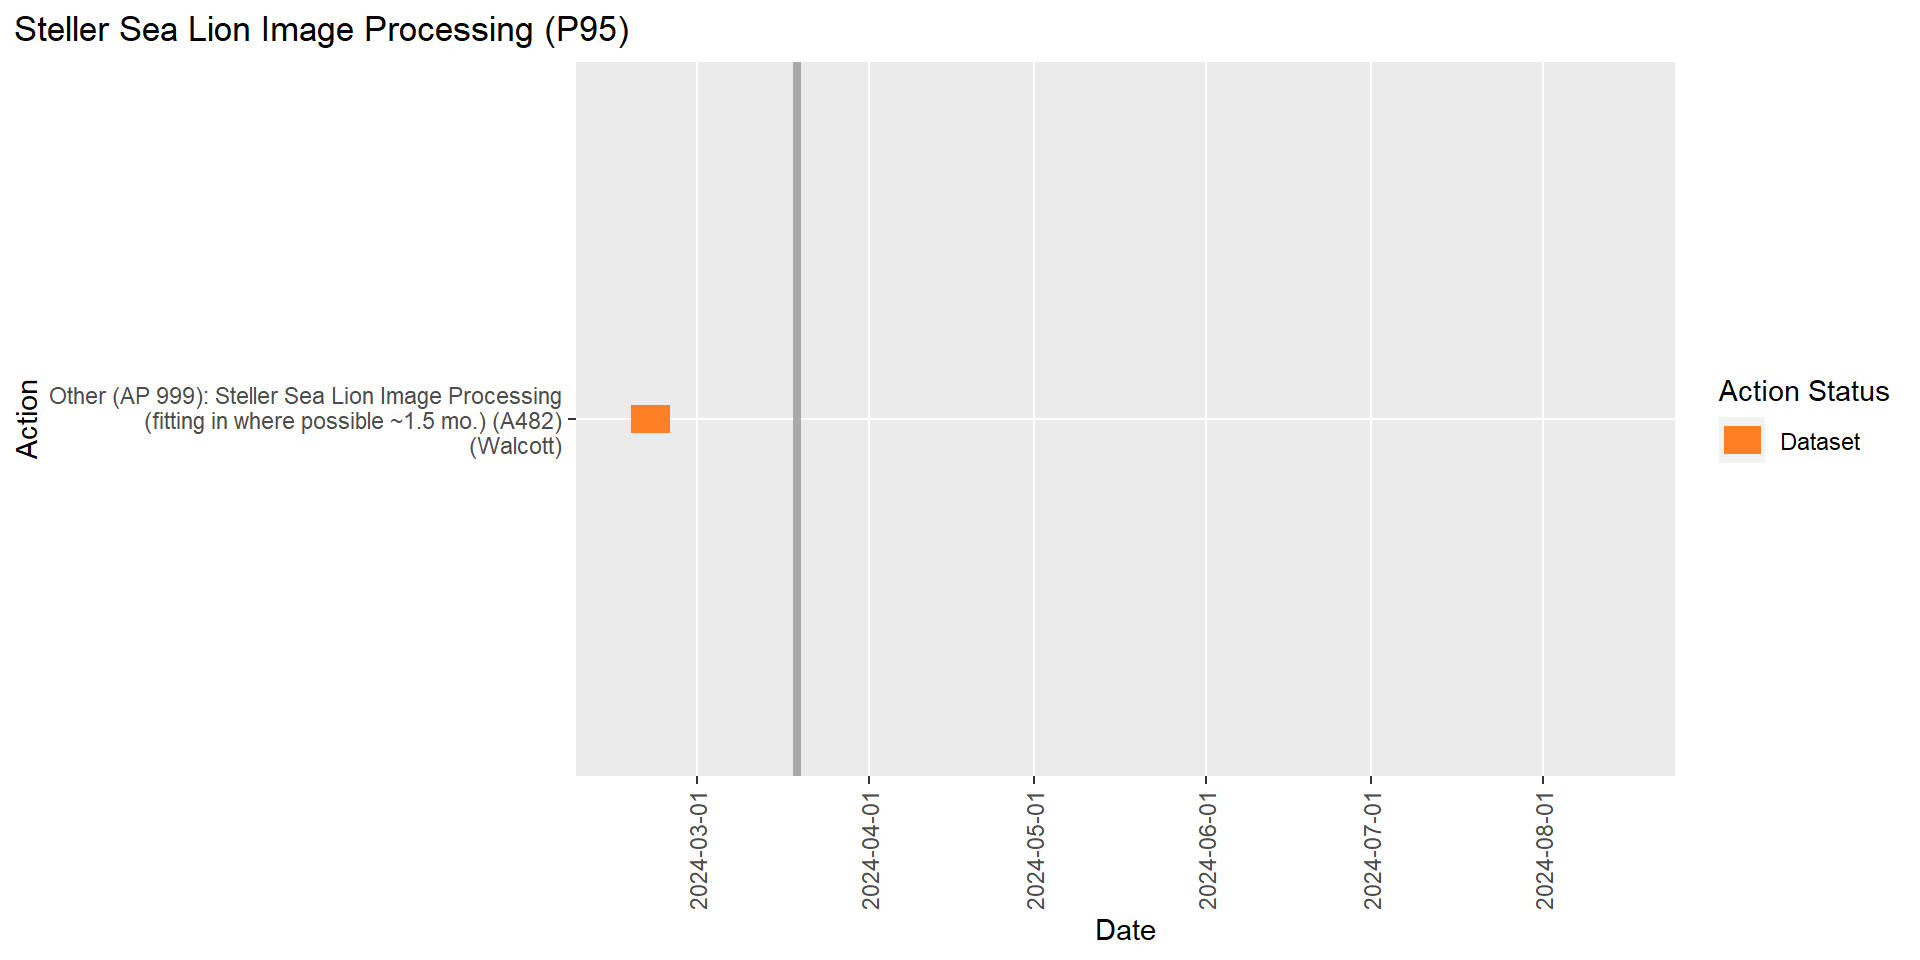 Steller Sea Lion Image Processing (P95)
Action
Other (AP 999): Steller Sea Lion Image Processing
(fitting in where possible ~1.5 mo.) (A482)
(Walcott)
2024-03-01
2024-04-01
2024-05-01
2024-06-01
2024-07-01
2024-08-01
Date
Action Status
Dataset